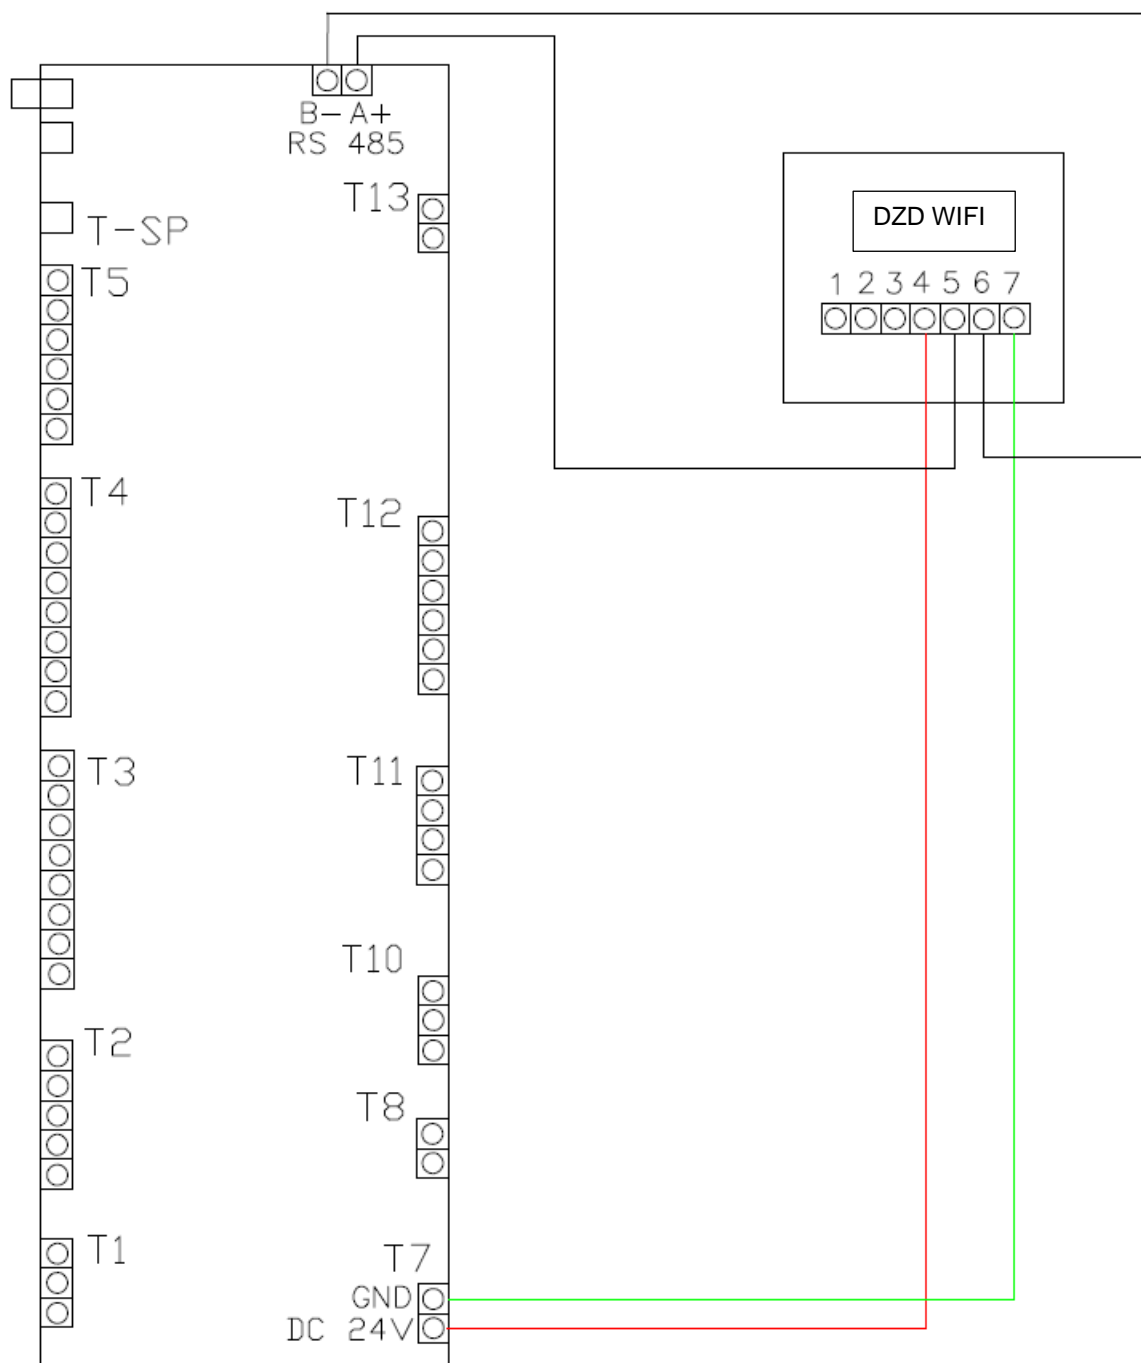 B- A+
RS 485
T13
T-SP
T5
DZD WIFI
1 2 3 4 5 6 7
T4
T12
T3
T11
T10
T2
T8
T1
T7
GND
DC 24V